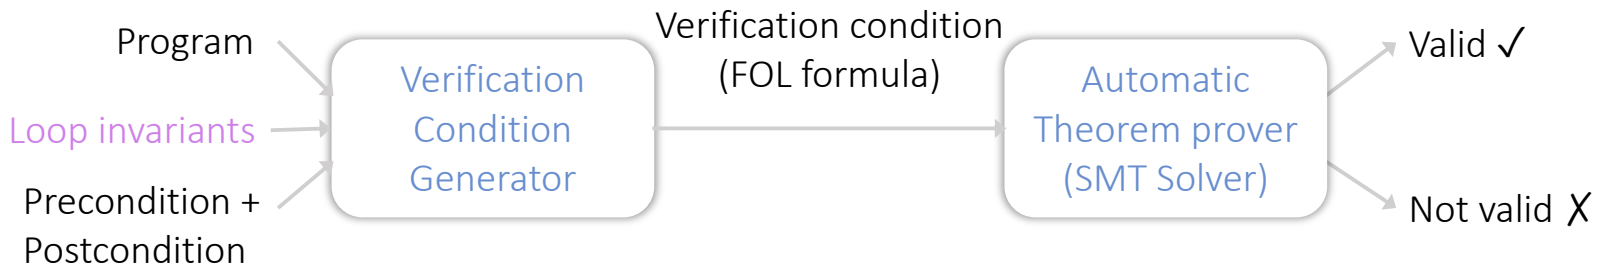 Program
Loop invariants
Precondition +
Postcondition
Verification
Condition
Generator
Verification condition
(FOL formula)
Automatic
Theorem prover
(SMT Solver)
Valid ✓
Not valid ✗